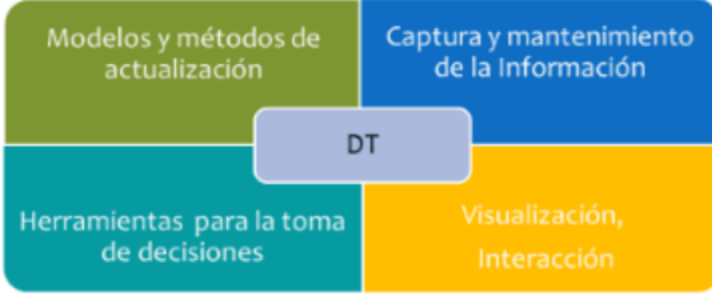 Modelos y métodos de
actualización
Captura y mantenimiento
de la Información
DT
Herramientas para la toma
de decisiones
Visualización,
Interacción